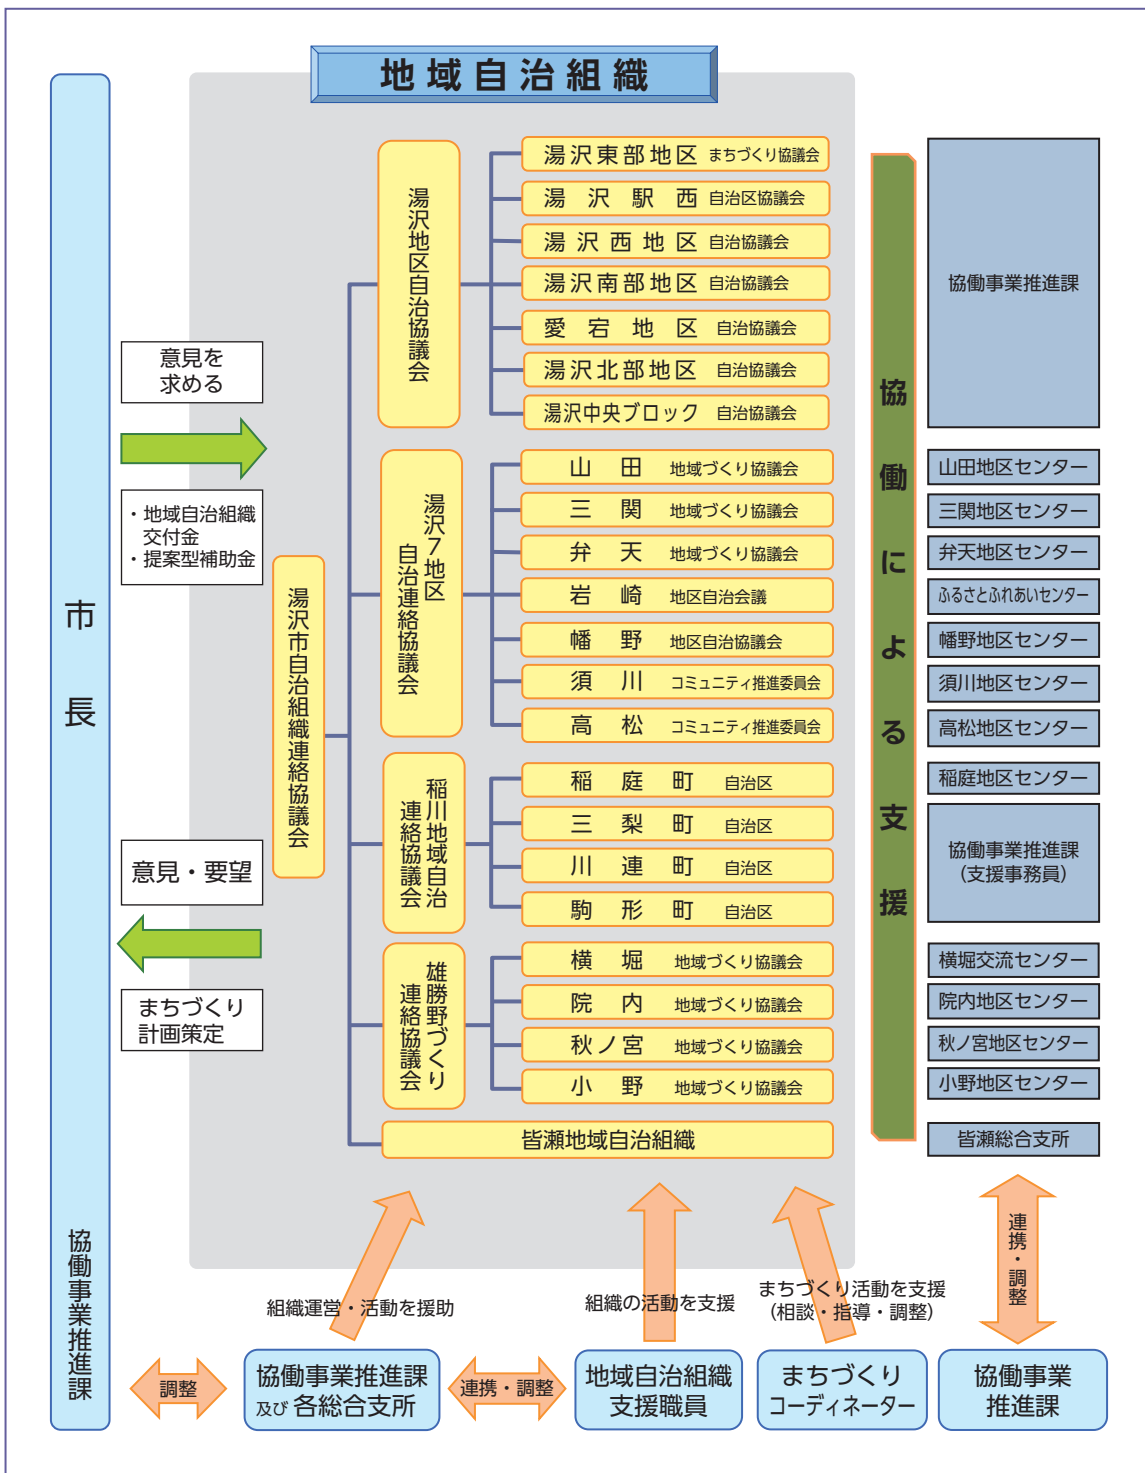 地域自治組織
市長
協働事業推進課
意見を
求める
・地域自治組織
交付金
・提案型補助金
意見・要望
まちづくり
計画策定
湯沢市自治組織連絡協議会
湯沢地区自治協議会
湯沢東部地区 まちづくり協議会
湯沢駅西 自治区協議会
湯沢西地区 自治協議会
湯沢南部地区 自治協議会
愛宕地区 自治協議会
湯沢北部地区 自治協議会
湯沢中央ブロック 自治協議会
湯沢7地区
自治連絡協議会
山田 地域づくり協議会
三関 地域づくり協議会
弁天 地域づくり協議会
岩崎 地区自治会議
幡野 地区自治協議会
須川 コミュニティ推進委員会
高松 コミュニティ推進委員会
稲川地域自治
連絡協議会
稲庭町 自治区
三梨町 自治区
川連町 自治区
駒形町 自治区
雄勝野づくり
連絡協議会
横堀 地域づくり協議会
院内 地域づくり協議会
秋ノ宮 地域づくり協議会
小野 地域づくり協議会
皆瀬地域自治組織
協働による支援
協働事業推進課
山田地区センター
三関地区センター
弁天地区センター
ふるさとふれあいセンター
幡野地区センター
須川地区センター
高松地区センター
稲庭地区センター
協働事業推進課
(支援事務員)
横堀交流センター
院内地区センター
秋ノ宮地区センター
小野地区センター
皆瀬総合支所
組織運営・活動を援助
組織の活動を支援
まちづくり活動を支援
(相談・指導・調整)
連携・調整
調整
協働事業推進課
及び各総合支所
連携・調整
地域自治組織
支援職員
まちづくり
コーディネーター
協働事業
推進課